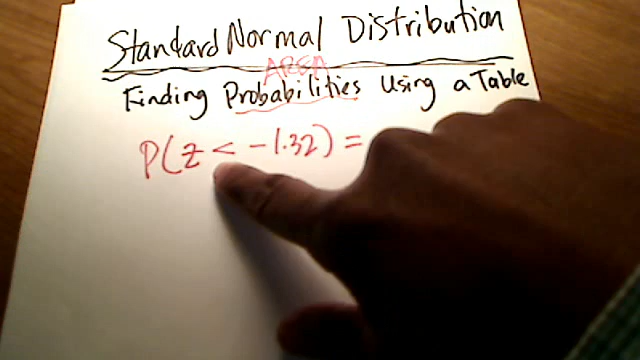 Standard Normal Distribution
AREA
Finding Probabilities Using a Table
P(z < -1.32) =